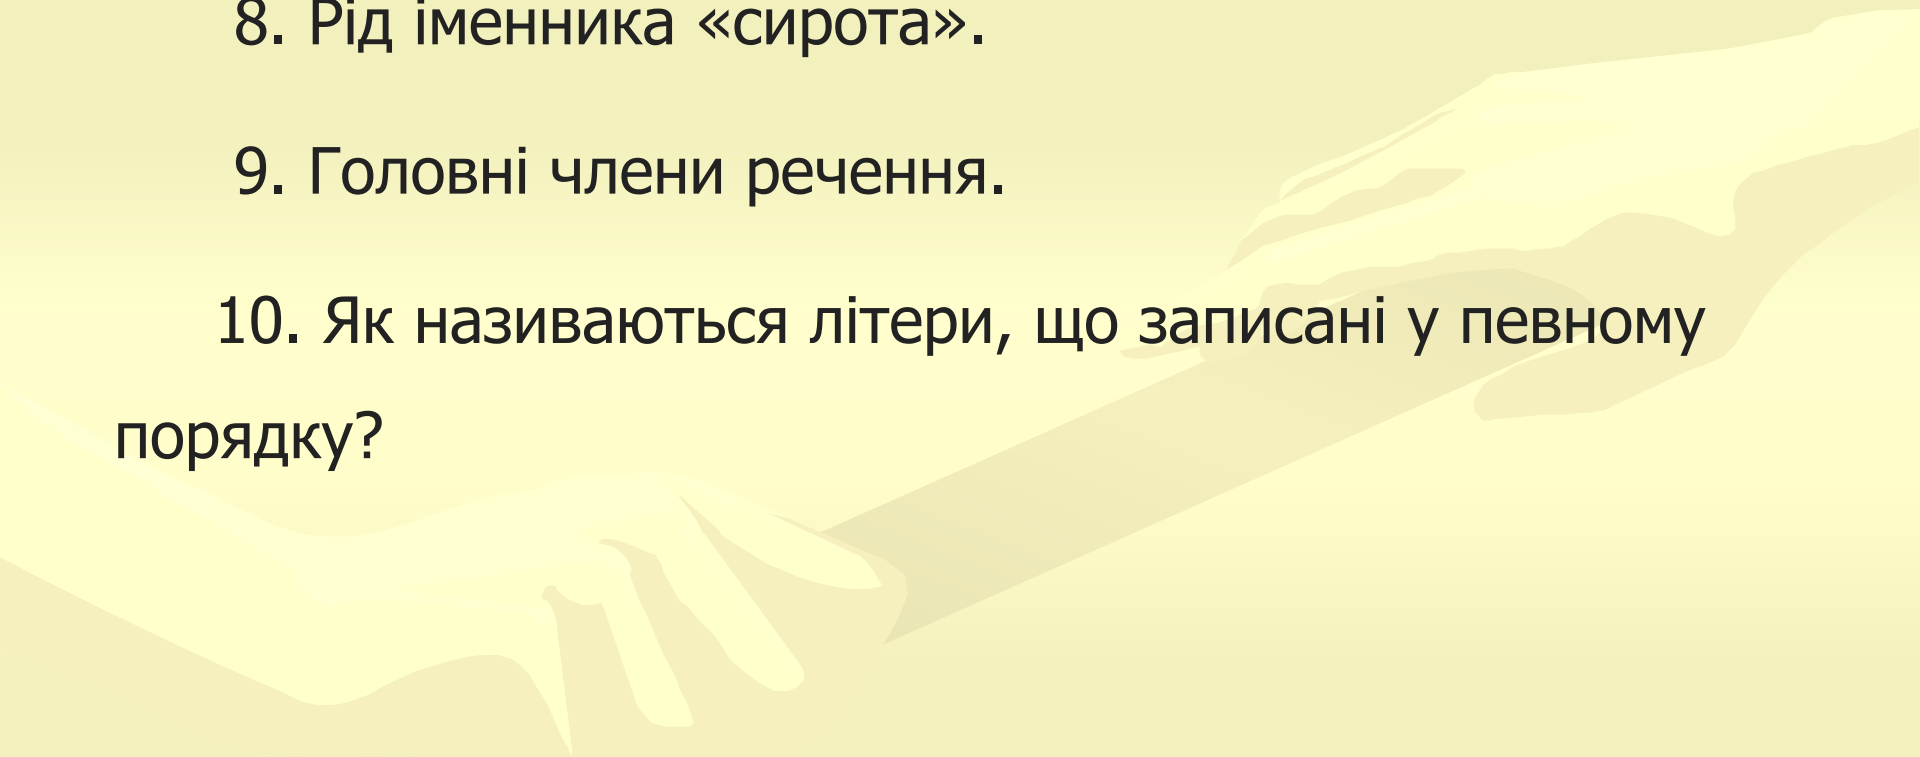 8. Рід іменника «сирота».
9. Головні члени речення.
10. Як називаються літери, що записані у певному
порядку?